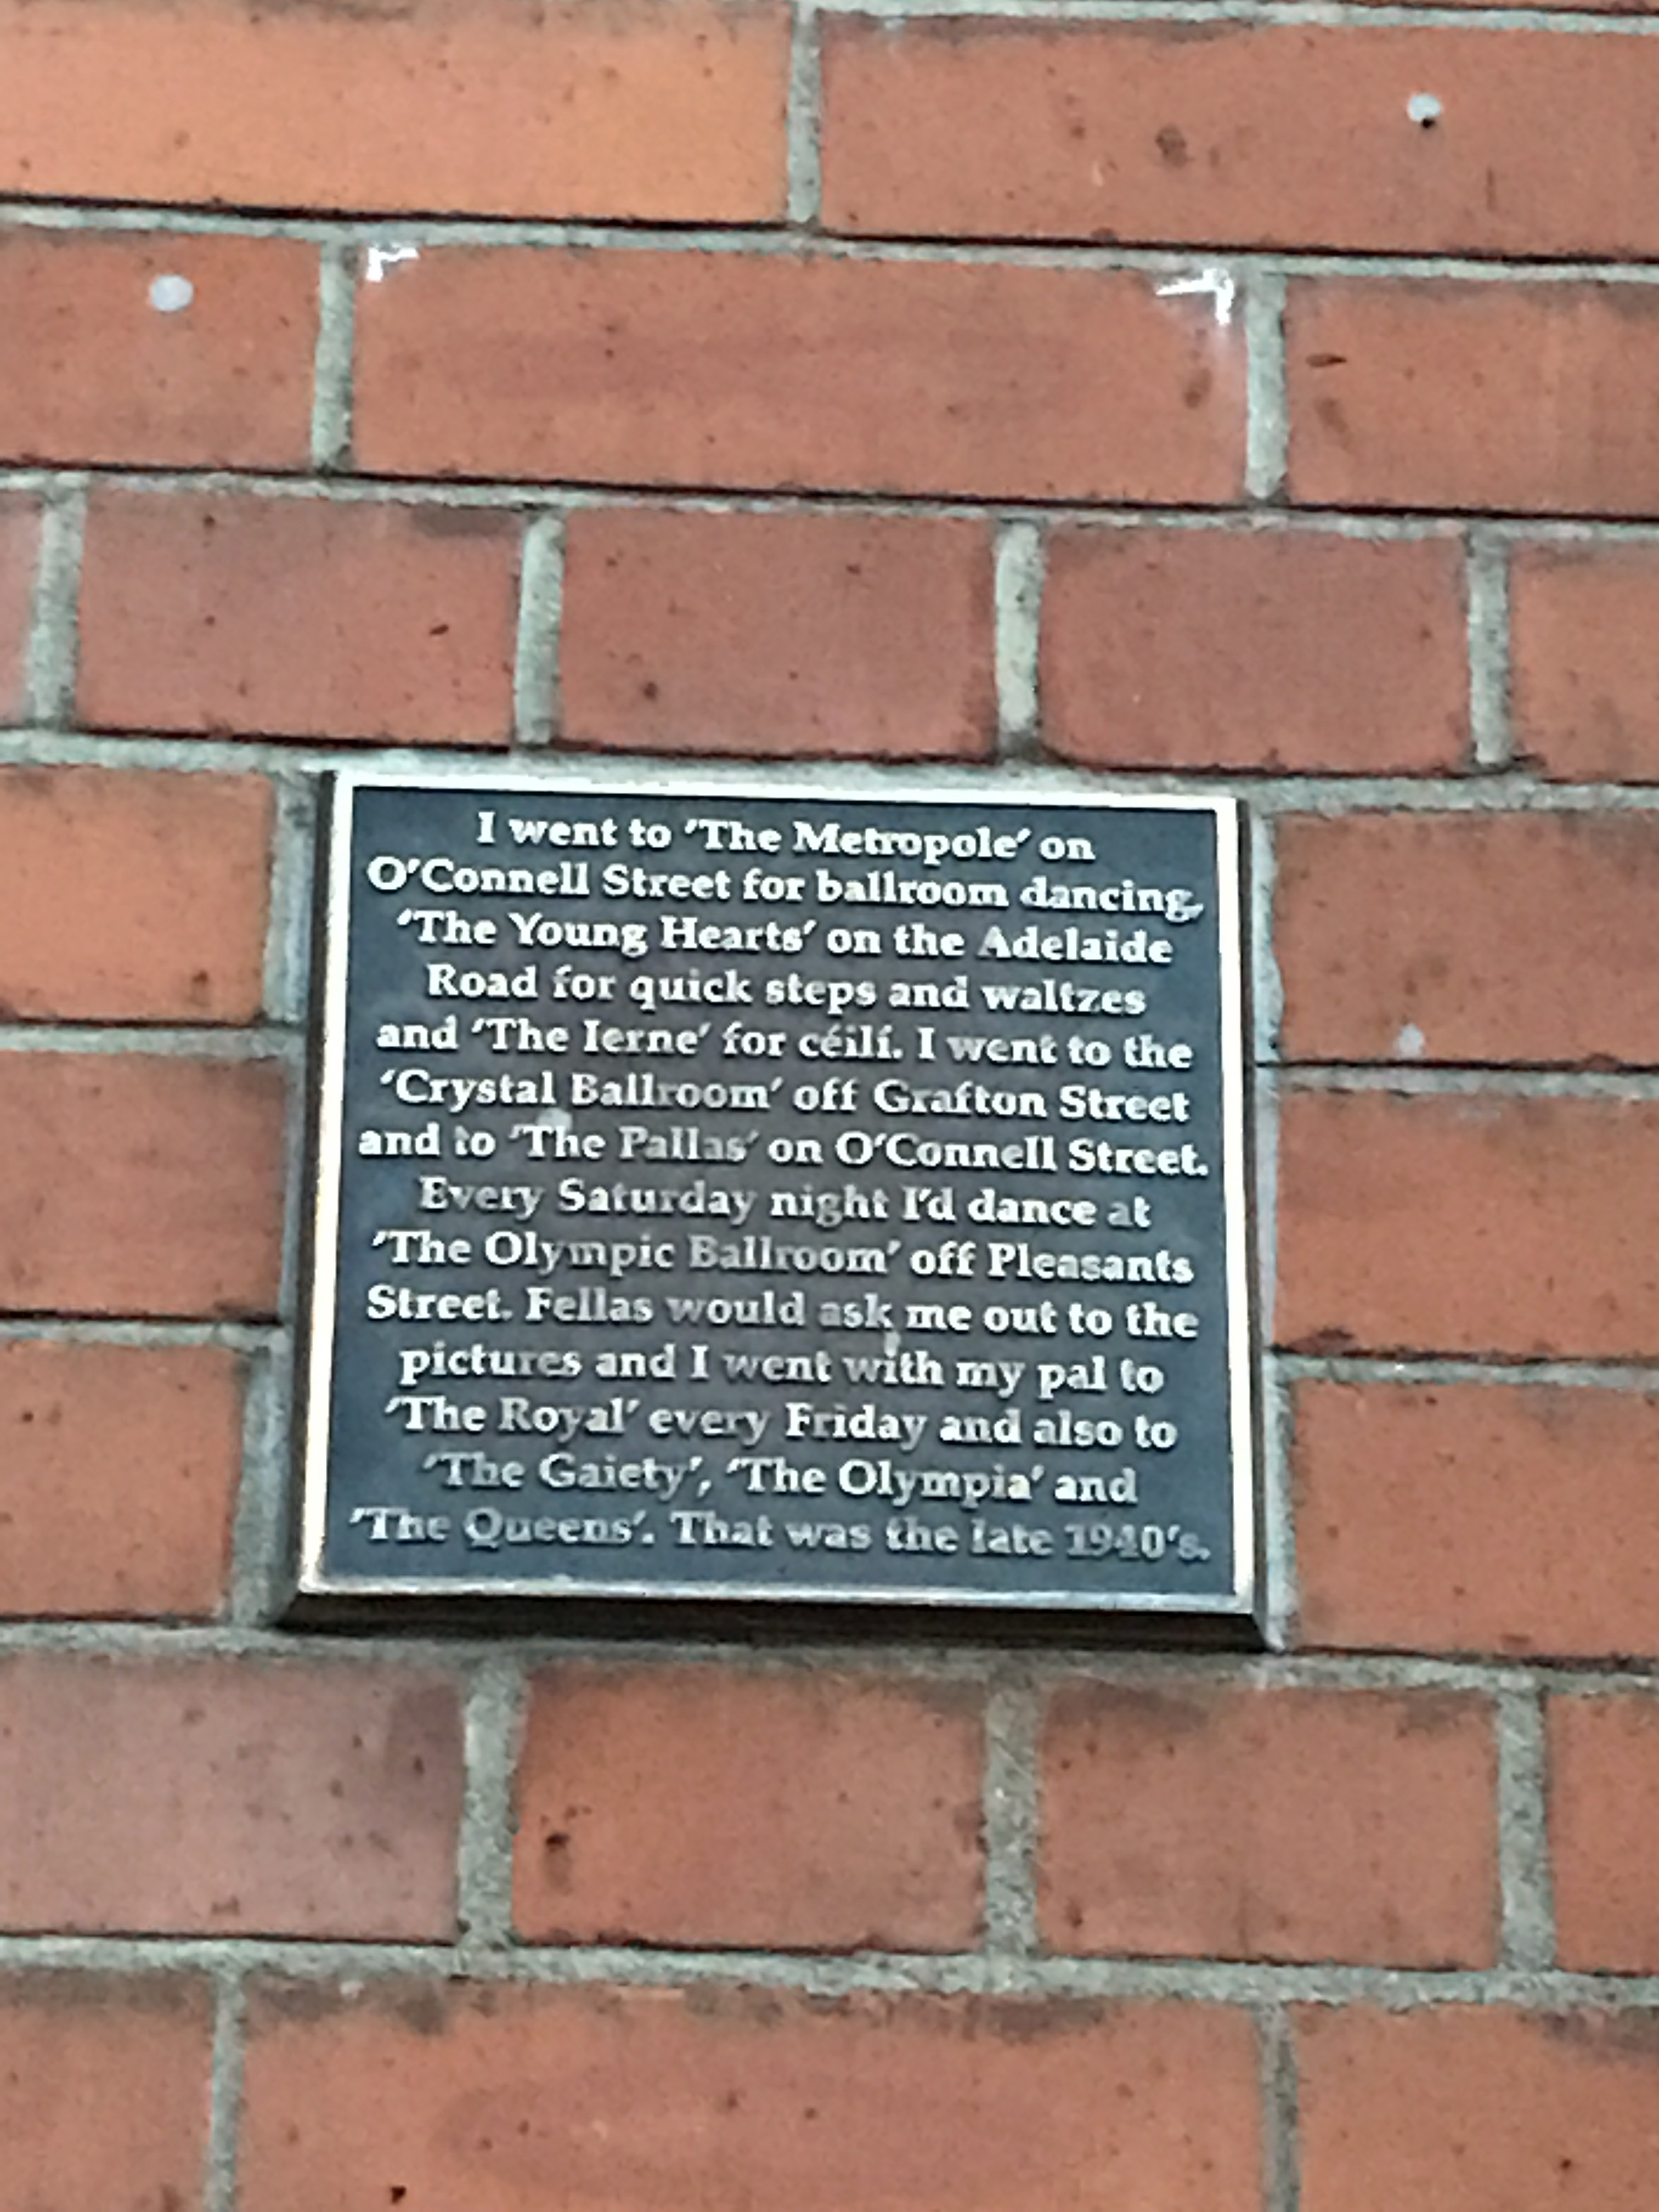 I went to 'The Metropole' on
O'Connell Street for ballroom dancing,
'The Young Hearts' on the Adelaide
Road for quick steps and waltzes
and 'The Ierne' for céilí. I went to the
'Crystal Ballroom' off Grafton Street
and to 'The Pallas' on O'Connell Street.
Every Saturday night I'd dance at
'The Olympic Ballroom' off Pleasants
Street. Fellas would ask me out to the
pictures and I went with my pal to
'The Royal' every Friday and also to
'The Gaiety', 'The Olympia' and
'The Queens'. That was the late 1940's.